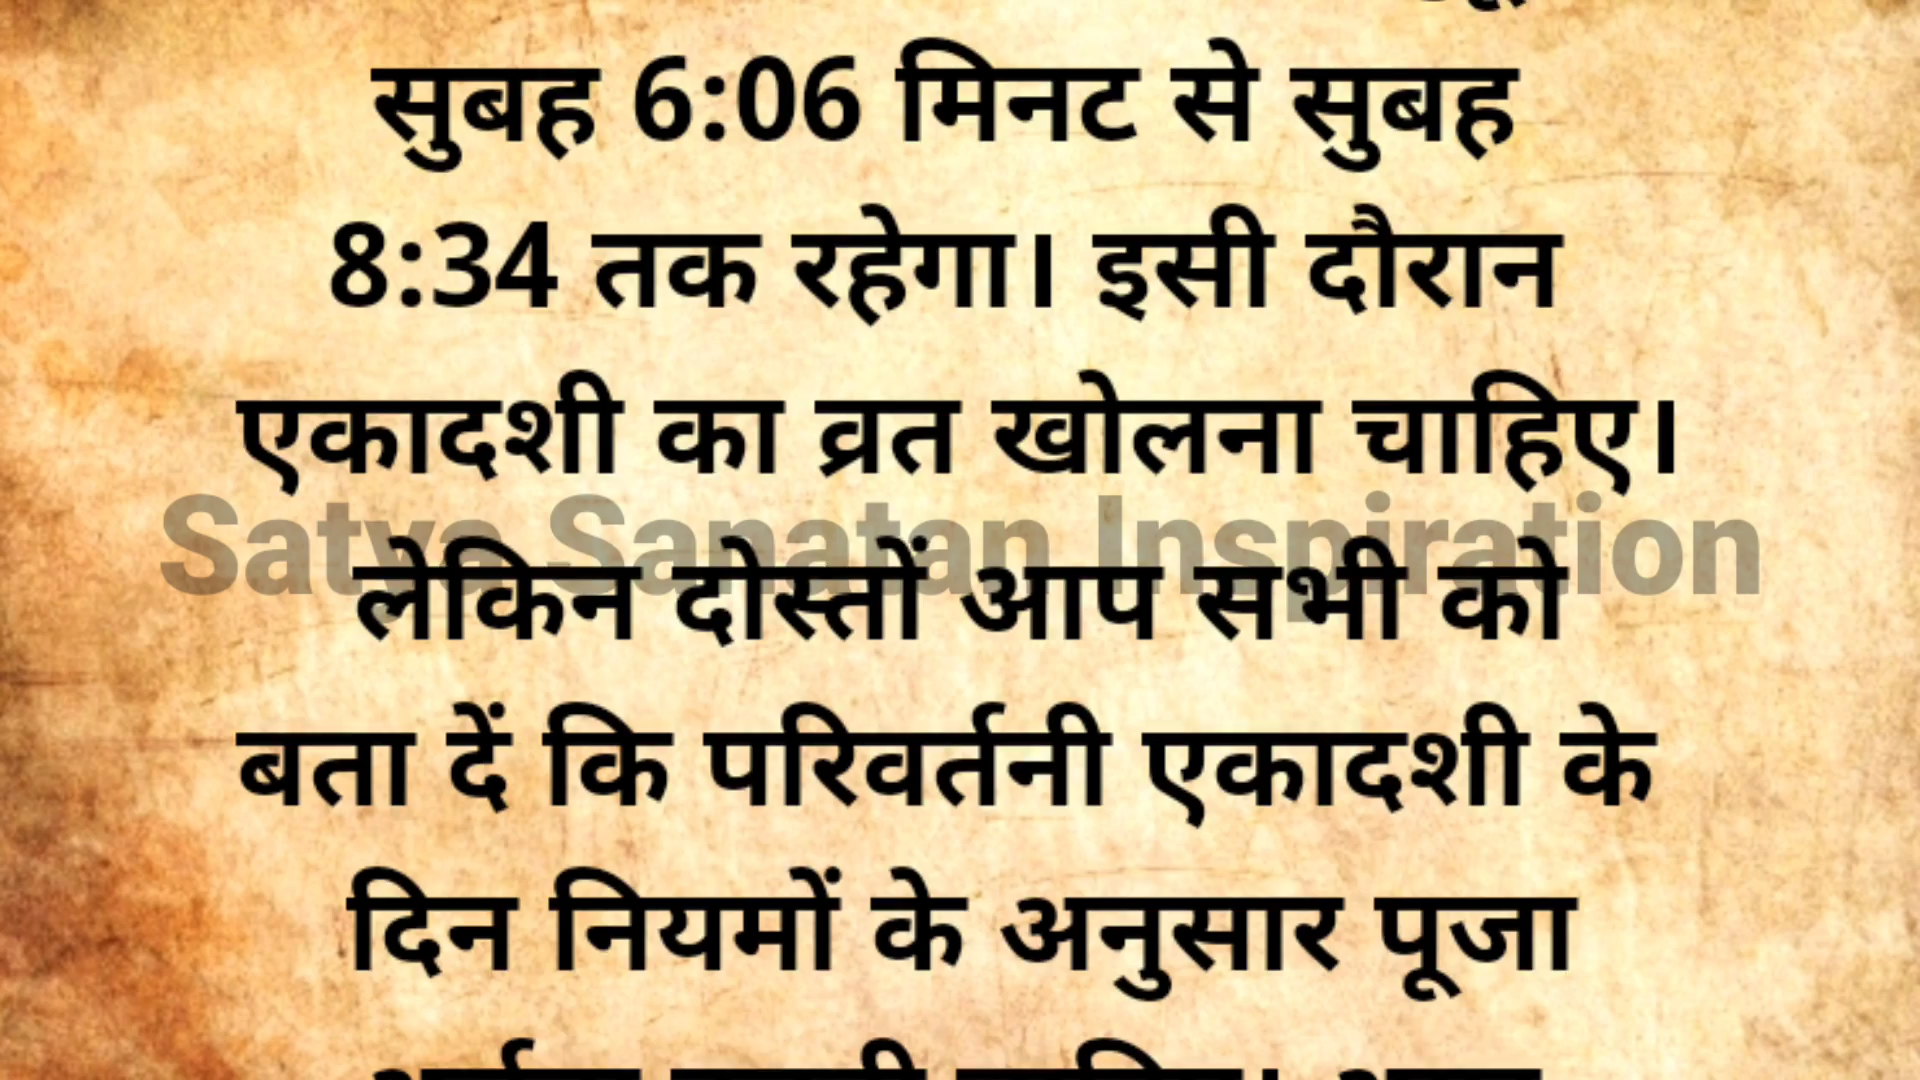 सुबह 6:06 मिनट से सुबह
8:34 तक रहेगा। इसी दौरान
एकादशी का व्रत खोलना चाहिए।
Satya Sanatan Inspiration
लेकिन दोस्तों आप सभी को
बता दें कि परिवर्तनी एकादशी के
दिन नियमों के अनुसार पूजा